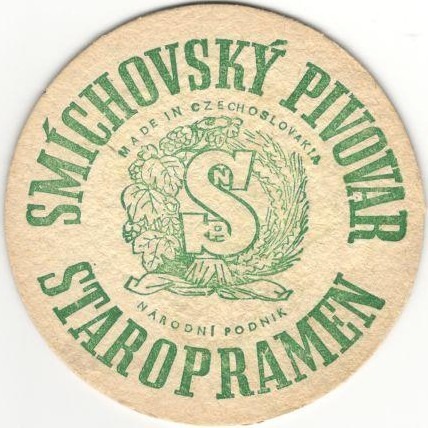 SMÍCHOVSKÝ PIVOVAR
MADE IN CZECHOSLOVAKIA
S
N
P
NÁRODNÍ PODNIK
STAROPRAMEN